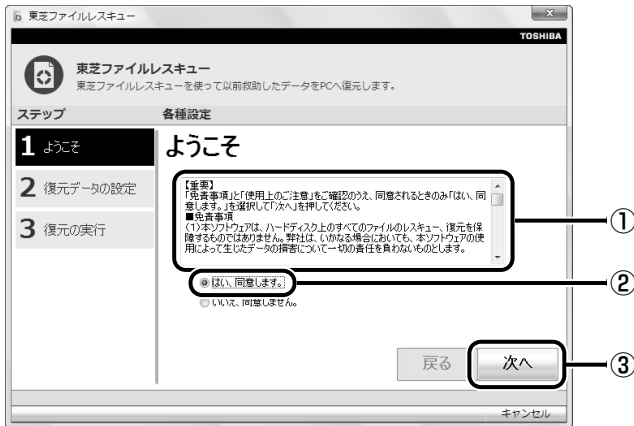 東芝ファイルレスキュー
TOSHIBA
東芝ファイルレスキュー
東芝ファイルレスキューを使って以前救助したデータをPCへ復元します。
ステップ
各種設定
1 ようこそ
2 復元データの設定
3 復元の実行
ようこそ
【重要】
「免責事項」と「使用上のご注意」をご確認のうえ、同意されるときのみ「はい、同
意します。」を選択して「次へ」を押してください。
■免責事項
(1)本ソフトウェアは、ハードディスク上のすべてのファイルのレスキュー、復元を保
障するものではありません。弊社は、いかなる場合においても、本ソフトウェアの使
用によって生じたデータの損害について一切の責任を負わないものとします。
はい、同意します。
いいえ、同意しません。
戻る
次へ
キャンセル
①
②
③